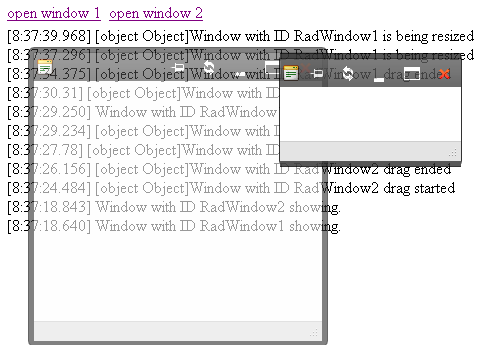 open window 1 open window 2
[8:37:39.968] [object Object]Window with ID RadWindow1 is being resized
[8:37:37.296] [object Object]Window with ID RadWindow1 is being resized
[8:37:34.375] [object Object]Window with ID RadWindow1 drag ended
[8:37:30.31] [object Object]Window with ID
[8:37:29.250] Window with ID RadWindow
[8:37:29.234] [object Object]Window with ID
[8:37:27.78] [object Object]Window with ID
[8:37:26.156] [object Object]Window with ID RadWindow2 drag ended
[8:37:24.484] [object Object]Window with ID RadWindow2 drag started
[8:37:18.843] Window with ID RadWindow2 showing.
[8:37:18.640] Window with ID RadWindow1 showing.